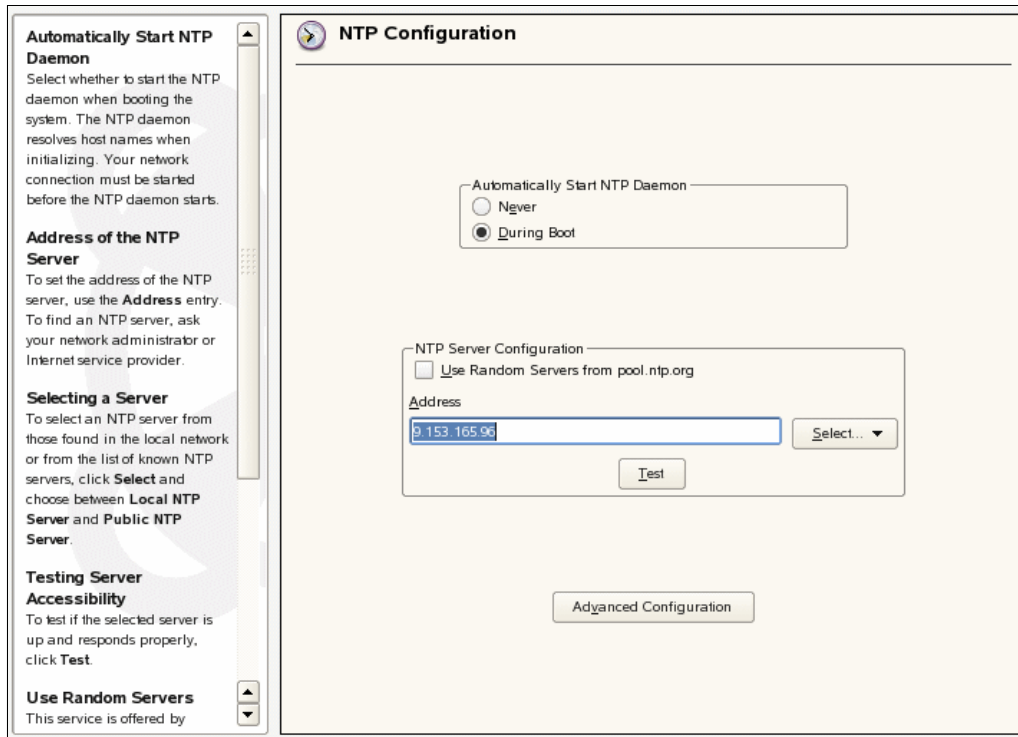 Automatically Start NTP
Daemon
Select whether to start the NTP
daemon when booting the
system. The NTP daemon
resolves host names when
initializing. Your network
connection must be started
before the NTP daemon starts.
Address of the NTP
Server
To set the address of the NTP
server, use the Address entry.
To find an NTP server, ask
your network administrator or
Internet service provider.
Selecting a Server
To select an NTP server from
those found in the local network
or from the list of known NTP
servers, click Select and
choose between Local NTP
Server and Public NTP
Server.
Testing Server
Accessibility
To test if the selected server is
up and responds properly,
click Test.
Use Random Servers
This service is offered by
NTP Configuration
Automatically Start NTP Daemon
Never
During Boot
NTP Server Configuration
Use Random Servers from pool.ntp.org
Address
9.153.165.96
Select...
Test
Advanced Configuration